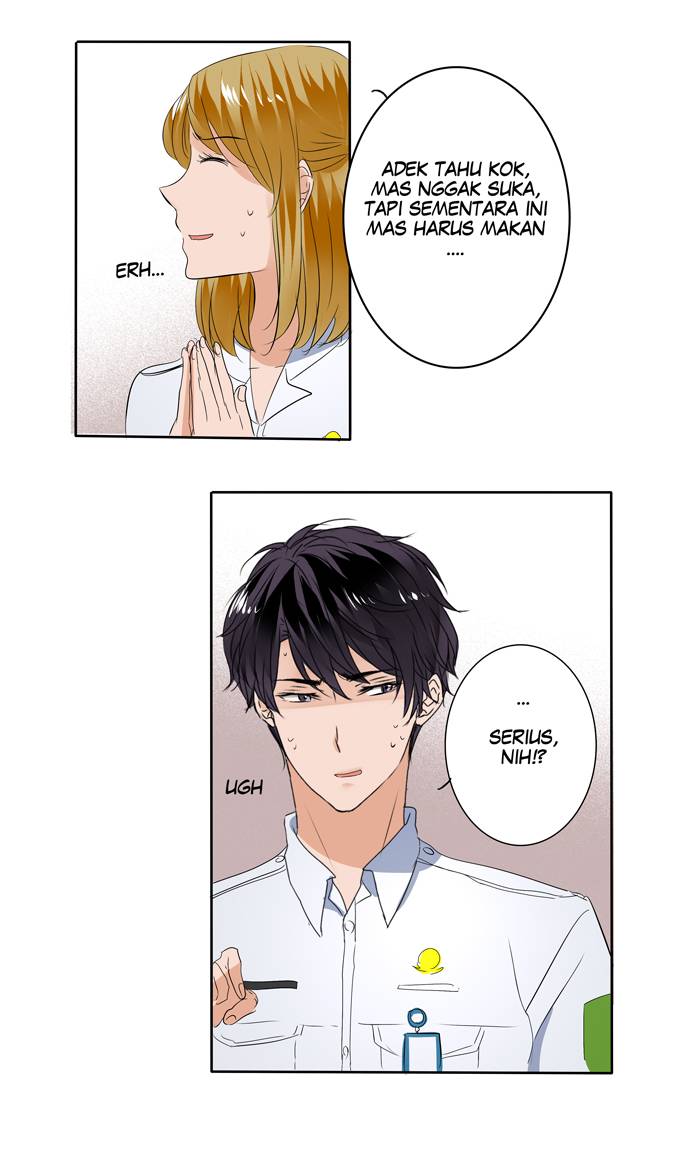 ADEK TAHU KOK,
MAS NGGAK SUKA,
TAPI SEMENTARA INI
MAS HARUS MAKAN
....
ERH...
...
SERIUS,
NIH!?
UGH